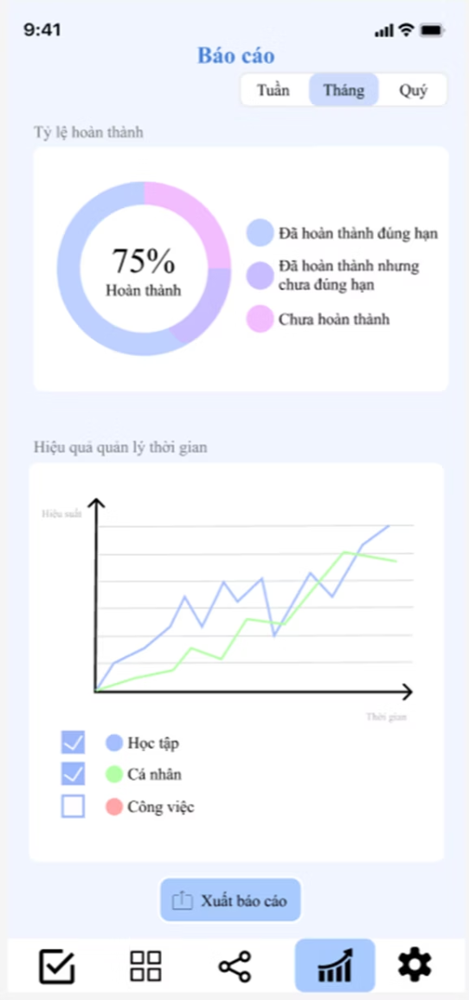 9:41
Báo cáo
Tuần Tháng Quý
Tỷ lệ hoàn thành
75%
Hoàn thành
Đã hoàn thành đúng hạn
Đã hoàn thành nhưng
chưa đúng hạn
Chưa hoàn thành
Hiệu quả quản lý thời gian
Hiệu suất
Thời gian
Học tập
Cá nhân
Công việc
Xuất báo cáo